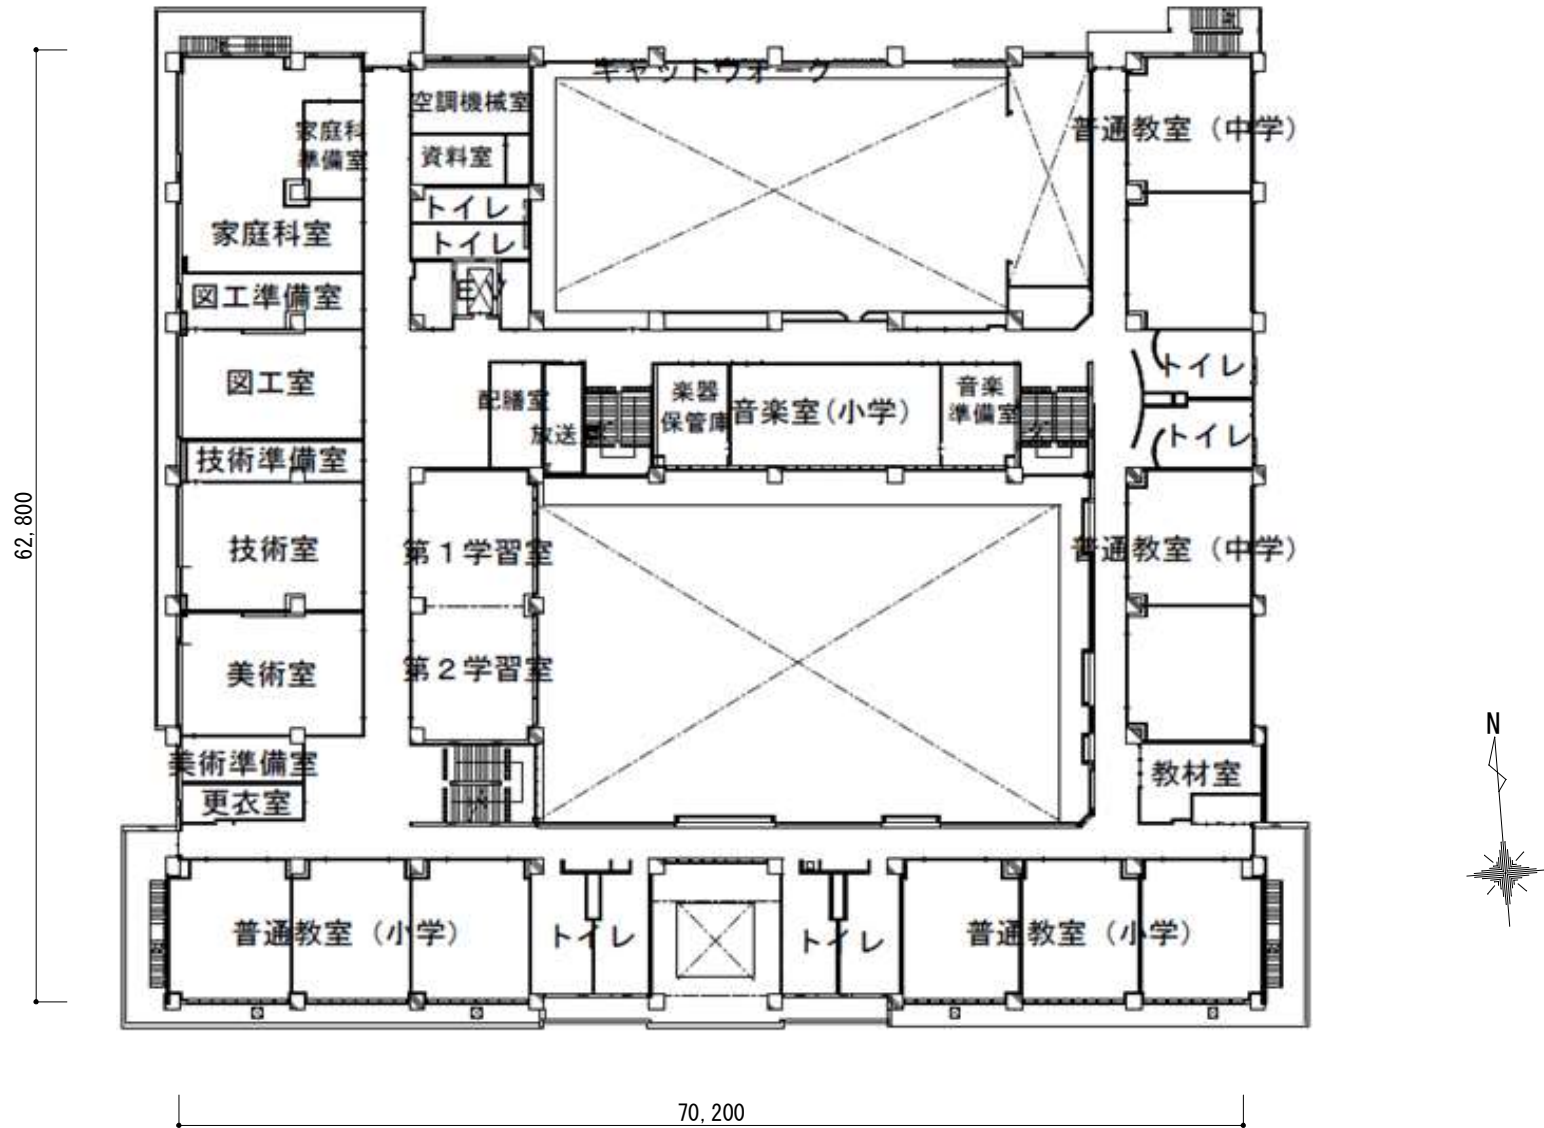 キャットウォーク
空調機械室
家庭科
準備室
普通教室（中学）
資料室
トイレ
家庭科室
トイレ
図工準備室
EV
トイレ
図工室
配膳室
楽器
保管庫
音楽室(小学)
音楽
準備室
放送
トイレ
技術準備室
技術室
第１学習室
普通教室（中学）
62,800
美術室
第２学習室
N
美術準備室
教材室
更衣室
普通教室（小学）
トイレ
トイレ
普通教室（小学）
70,200